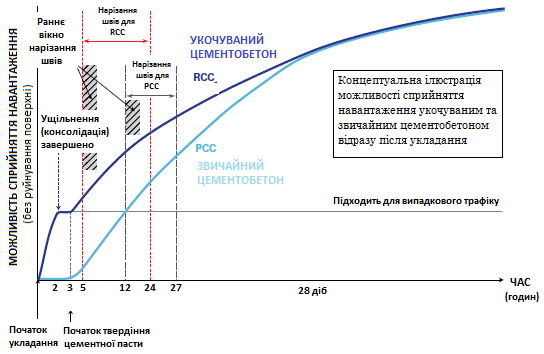 МОЖЛИВІСТЬ СПРИЙНЯТТЯ НАВАНТАЖЕННЯ
(без руйнування поверхні)
Раннє
вікно
нарізання
швів
Нарізання
швів для
RCC
Нарізання
швів для
PCC
УКОЧУВАНИЙ
ЦЕМЕНТОБЕТОН
RCC
Концептуальна ілюстрація
можливості сприйняття
навантаження укочуваним та
звичайним цементобетоном
відразу після укладання
Ущільнення
(консолідація)
завершено
PCC
ЗВИЧАЙНИЙ
ЦЕМЕНТОБЕТОН
Підходить для випадкового трафіку
2 3 5 12 24 27 28 діб
ЧАС
(годин)
Початок
укладання
Початок твердіння
цементної пасти